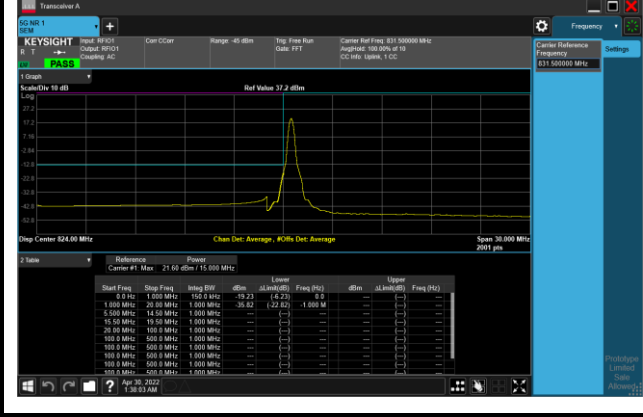 Transceiver A
5G NR 1
SEM
Frequency
KEYSIGHT
R T
PASS
Input: RFIO1
Output: RFIO1
Coupling: AC
Corr CCorr
Range: -45 dBm
Trig: Free Run
Gate: FFT
Carrier Ref Freq: 831.500000 MHz
Avg|Hold: 100.00% of 10
CC Info: Uplink, 1 CC
Carrier Reference
Frequency
831.500000 MHz
Settings
1 Graph
Scale/Div 10 dB
Ref Value 37.2 dBm
Log
27.2
17.2
7.16
-2.84
-12.8
-22.8
-32.8
-42.8
-52.8
Disp Center 824.00 MHz
Chan Det: Average , #Offs Det: Average
Span 30.000 MHz
2001 pts
2 Table
Reference Power
Carrier #1: Max 21.60 dBm / 15.000 MHz
Lower Upper
Start Freq Stop Freq Integ BW dBm ΔLimit(dB) Freq (Hz) dBm ΔLimit(dB) Freq (Hz)
0.0 Hz 1.000 MHz 150.0 kHz -19.23 (-6.23) 0.0 --- (---) ---
1.000 MHz 20.00 MHz 1.000 MHz -35.82 (-22.82) -1.000 M --- (---) ---
5.500 MHz 14.50 MHz 1.000 MHz --- (---) --- --- (---) ---
15.50 MHz 19.50 MHz 1.000 MHz --- (---) --- --- (---) ---
20.00 MHz 100.0 MHz 1.000 MHz --- (---) --- --- (---) ---
100.0 MHz 500.0 MHz 1.000 MHz --- (---) --- --- (---) ---
100.0 MHz 500.0 MHz 1.000 MHz --- (---) --- --- (---) ---
100.0 MHz 500.0 MHz 1.000 MHz --- (---) --- --- (---) ---
100.0 MHz 500.0 MHz 1.000 MHz --- (---) --- --- (---) ---
Prototype
Limited
Sale
Allowed
?
Apr 30, 2022
1:38:03 AM